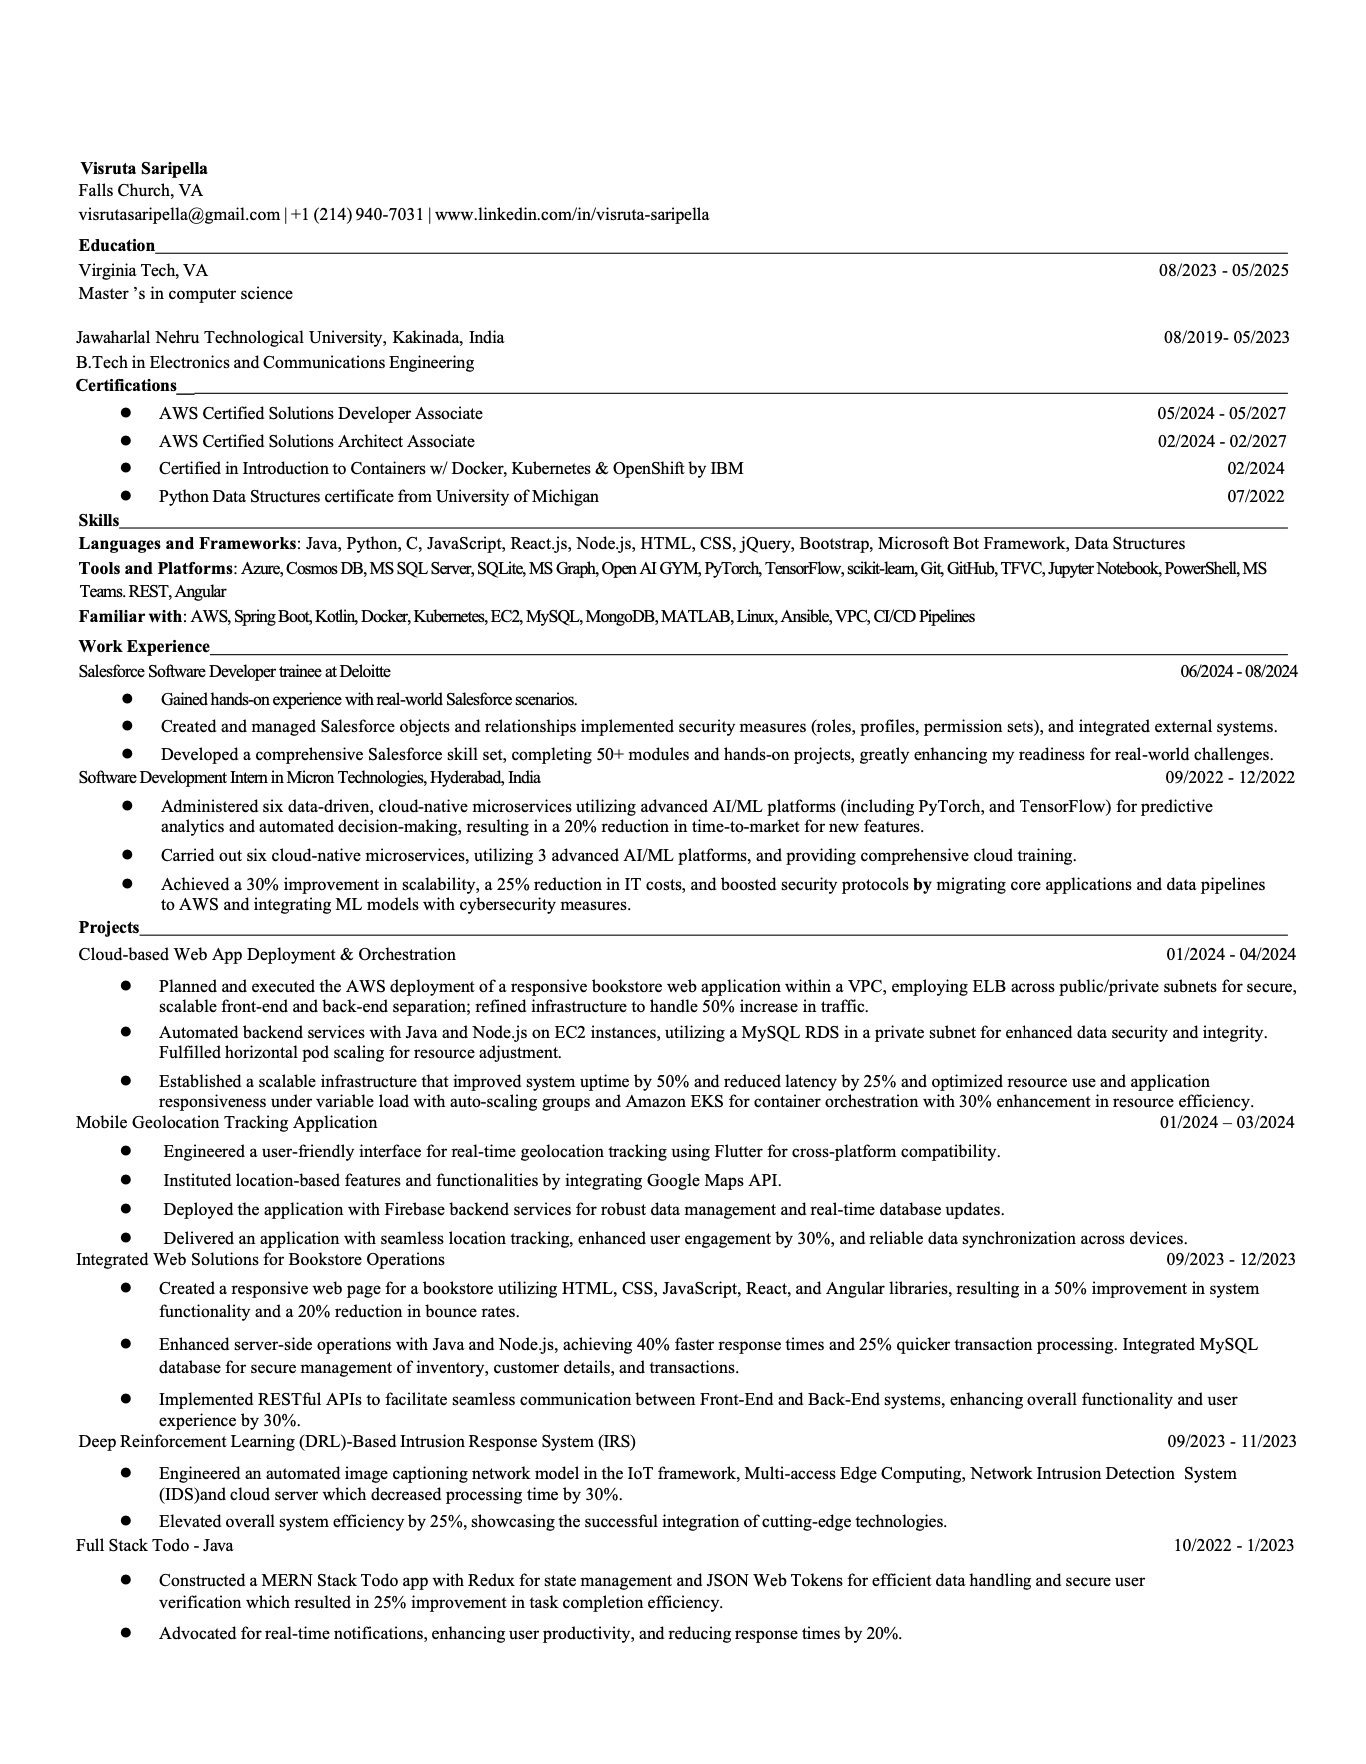 Visruta Saripella
Falls Church, VA
visrutasaripella@gmail.com | +1 (214) 940-7031 | www.linkedin.com/in/visruta-saripella
Education
Virginia Tech, VA 08/2023 - 05/2025
Master 's in computer science
Jawaharlal Nehru Technological University, Kakinada, India 08/2019- 05/2023
B.Tech in Electronics and Communications Engineering
Certifications
● AWS Certified Solutions Developer Associate 05/2024 - 05/2027
● AWS Certified Solutions Architect Associate 02/2024 - 02/2027
● Certified in Introduction to Containers w/ Docker, Kubernetes & OpenShift by IBM 02/2024
● Python Data Structures certificate from University of Michigan 07/2022
Skills
Languages and Frameworks: Java, Python, C, JavaScript, React.js, Node.js, HTML, CSS, jQuery, Bootstrap, Microsoft Bot Framework, Data Structures
Tools and Platforms: Azure, Cosmos DB, MS SQL Server, SQLite, MS Graph, Open AI GYM, PyTorch, TensorFlow, scikit-learn, Git, GitHub, TFVC, Jupyter Notebook, PowerShell, MS
Teams. REST, Angular
Familiar with: AWS, Spring Boot, Kotlin, Docker, Kubernetes, EC2, MySQL, MongoDB, MATLAB, Linux, Ansible, VPC, CI/CD Pipelines
Work Experience
Salesforce Software Developer trainee at Deloitte 06/2024 - 08/2024
● Gained hands-on experience with real-world Salesforce scenarios.
● Created and managed Salesforce objects and relationships implemented security measures (roles, profiles, permission sets), and integrated external systems.
● Developed a comprehensive Salesforce skill set, completing 50+ modules and hands-on projects, greatly enhancing my readiness for real-world challenges.
Software Development Intern in Micron Technologies, Hyderabad, India 09/2022 - 12/2022
● Administered six data-driven, cloud-native microservices utilizing advanced AI/ML platforms (including PyTorch, and TensorFlow) for predictive
analytics and automated decision-making, resulting in a 20% reduction in time-to-market for new features.
● Carried out six cloud-native microservices, utilizing 3 advanced AI/ML platforms, and providing comprehensive cloud training.
● Achieved a 30% improvement in scalability, a 25% reduction in IT costs, and boosted security protocols by migrating core applications and data pipelines
to AWS and integrating ML models with cybersecurity measures.
Projects
Cloud-based Web App Deployment & Orchestration 01/2024 - 04/2024
● Planned and executed the AWS deployment of a responsive bookstore web application within a VPC, employing ELB across public/private subnets for secure,
scalable front-end and back-end separation; refined infrastructure to handle 50% increase in traffic.
● Automated backend services with Java and Node.js on EC2 instances, utilizing a MySQL RDS in a private subnet for enhanced data security and integrity.
Fulfilled horizontal pod scaling for resource adjustment.
● Established a scalable infrastructure that improved system uptime by 50% and reduced latency by 25% and optimized resource use and application
responsiveness under variable load with auto-scaling groups and Amazon EKS for container orchestration with 30% enhancement in resource efficiency.
Mobile Geolocation Tracking Application 01/2024 – 03/2024
● Engineered a user-friendly interface for real-time geolocation tracking using Flutter for cross-platform compatibility.
● Instituted location-based features and functionalities by integrating Google Maps API.
● Deployed the application with Firebase backend services for robust data management and real-time database updates.
● Delivered an application with seamless location tracking, enhanced user engagement by 30%, and reliable data synchronization across devices.
Integrated Web Solutions for Bookstore Operations 09/2023 - 12/2023
● Created a responsive web page for a bookstore utilizing HTML, CSS, JavaScript, React, and Angular libraries, resulting in a 50% improvement in system
functionality and a 20% reduction in bounce rates.
● Enhanced server-side operations with Java and Node.js, achieving 40% faster response times and 25% quicker transaction processing. Integrated MySQL
database for secure management of inventory, customer details, and transactions.
● Implemented RESTful APIs to facilitate seamless communication between Front-End and Back-End systems, enhancing overall functionality and user
experience by 30%.
Deep Reinforcement Learning (DRL)-Based Intrusion Response System (IRS) 09/2023 - 11/2023
● Engineered an automated image captioning network model in the IoT framework, Multi-access Edge Computing, Network Intrusion Detection System
(IDS)and cloud server which decreased processing time by 30%.
● Elevated overall system efficiency by 25%, showcasing the successful integration of cutting-edge technologies.
Full Stack Todo - Java 10/2022 - 1/2023
● Constructed a MERN Stack Todo app with Redux for state management and JSON Web Tokens for efficient data handling and secure user
verification which resulted in 25% improvement in task completion efficiency.
● Advocated for real-time notifications, enhancing user productivity, and reducing response times by 20%.